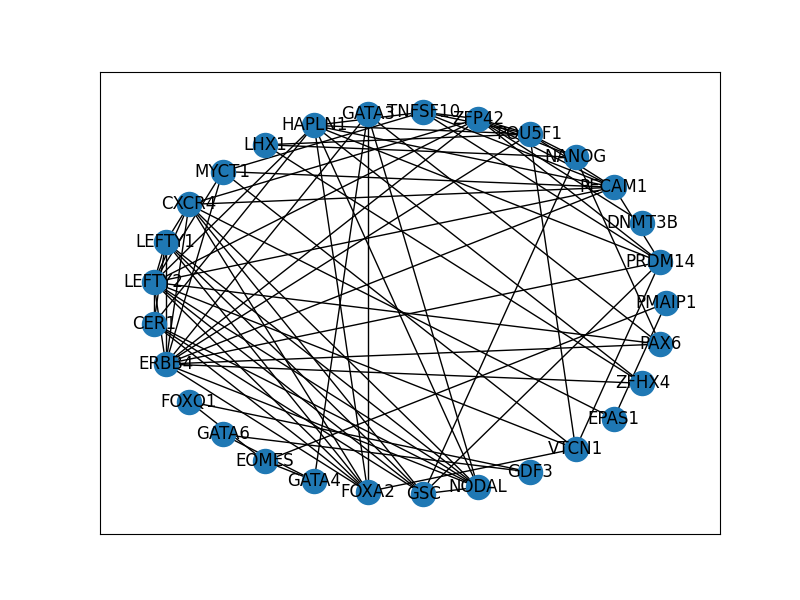 TNFSF10
GATA3
ZFP42
HAPLN1
POU5F1
LHX1
NANOG
MYCT1
PECAM1
CXCR4
DNMT3B
LEFTY1
PRDM14
LEFTY2
PMAIP1
CER1
PAX6
ERBB4
ZFHX4
FOXQ1
EPAS1
GATA6
VTCN1
EOMES
GDF3
GATA4
NODAL
FOXA2
GSC